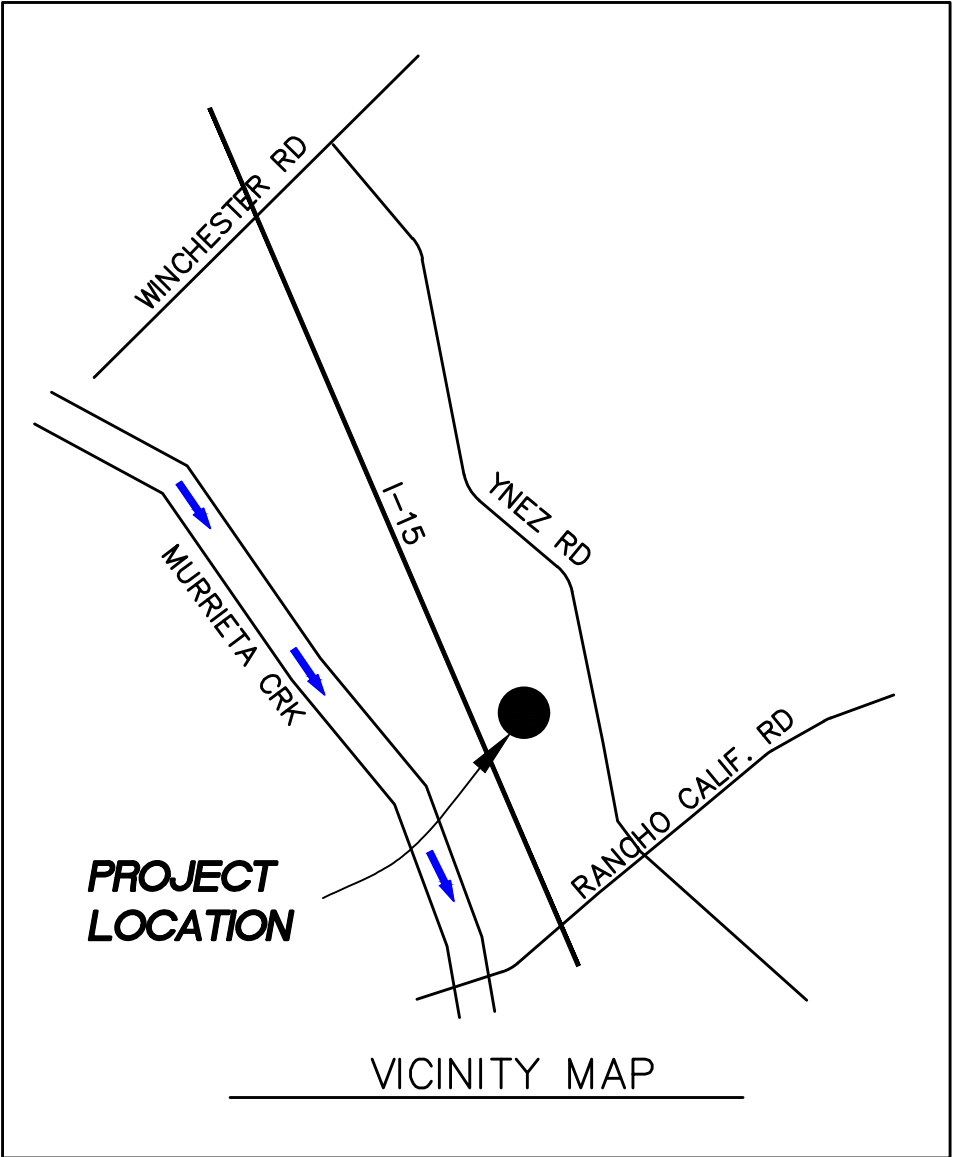 WINCHESTER RD
I-15
YNEZ RD
MURRIETA CRK
RANCHO CALIF. RD
PROJECT
LOCATION
VICINITY MAP